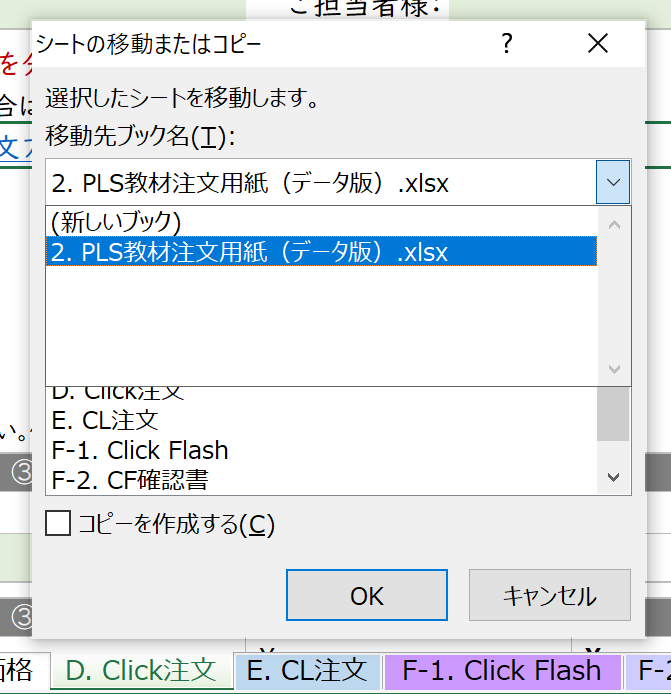 ご担当者様：
シートの移動またはコピー ?
選択したシートを移動します。
移動先ブック名(T):
2. PLS教材注文用紙（データ版）.xlsx
(新しいブック)
2. PLS教材注文用紙（データ版）.xlsx
D. Click注文
E. CL注文
F-1. Click Flash
F-2. CF確認書
コピーを作成する(C)
OK キャンセル
価格 D. Click注文 E. CL注文 F-1. Click Flash F-2
③
③